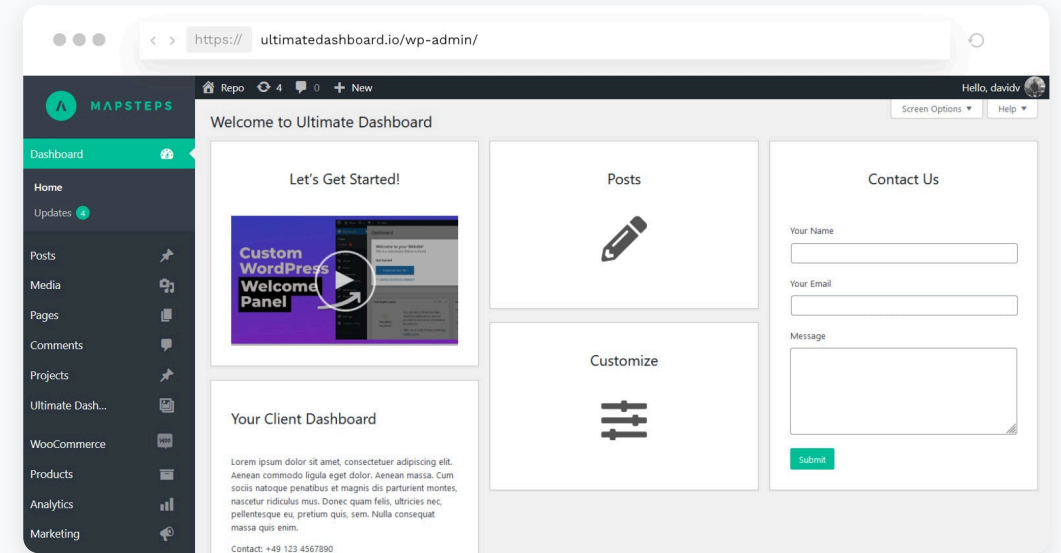 https:// ultimatedashboard.io/wp-admin/
MAPSTEPS
Repo 4 0 New
Hello, davidv
Screen Options
Help
Welcome to Ultimate Dashboard
Dashboard
Home
Updates 4
Posts
Media
Pages
Comments
Projects
Ultimate Dash...
WooCommerce
Products
Analytics
Marketing
Let's Get Started!
Custom
WordPress
Welcome
Panel
Dashboard
Your Client Dashboard
Lorem ipsum dolor sit amet, consectetuer adipiscing elit.
Aenean commodo ligula eget dolor. Aenean massa. Cum
sociis natoque penatibus et magnis dis parturient montes,
nascetur ridiculus mus. Donec quam felis, ultricies nec,
pellentesque eu, pretium quis, sem. Nulla consequat
massa quis enim.
Contact: +49 123 4567890
Posts
Customize
Contact Us
Your Name
Your Email
Message
Submit